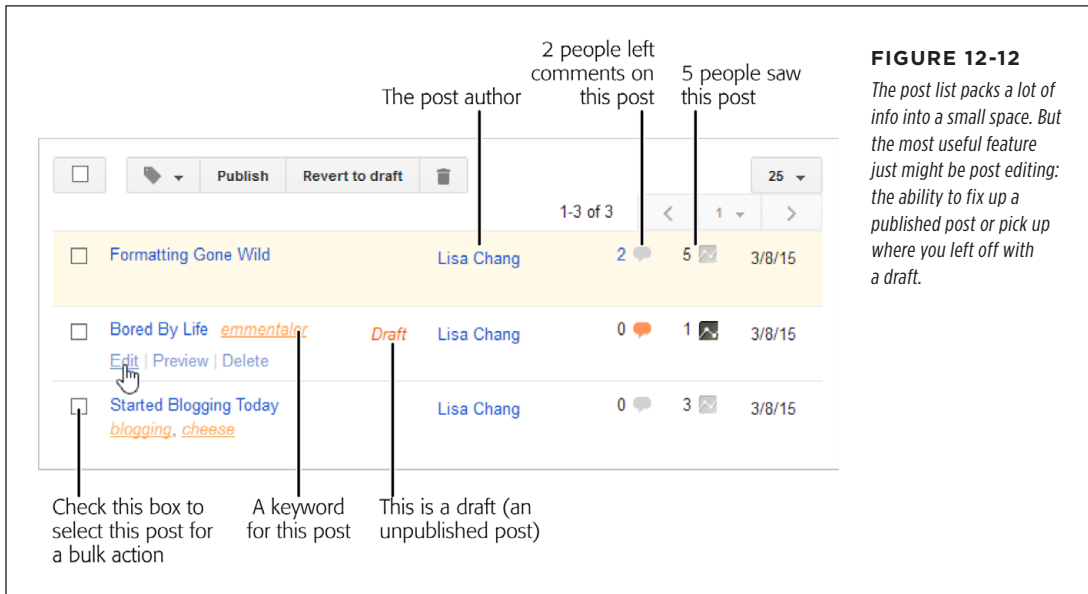 2 people left
comments on
this post
5 people saw
this post
The post author
FIGURE 12-12
The post list packs a lot of
info into a small space. But
the most useful feature
just might be post editing:
the ability to fix up a
published post or pick up
where you left off with
a draft.
Publish Revert to draft 25
1-3 of 3 1
Formatting Gone Wild Lisa Chang 2 5 3/8/15
Bored By Life emmentaler Draft Lisa Chang 0 1 3/8/15
Edit | Preview | Delete
Started Blogging Today Lisa Chang 0 3 3/8/15
blogging, cheese
Check this box to
select this post for
a bulk action
A keyword
for this post
This is a draft (an
unpublished post)